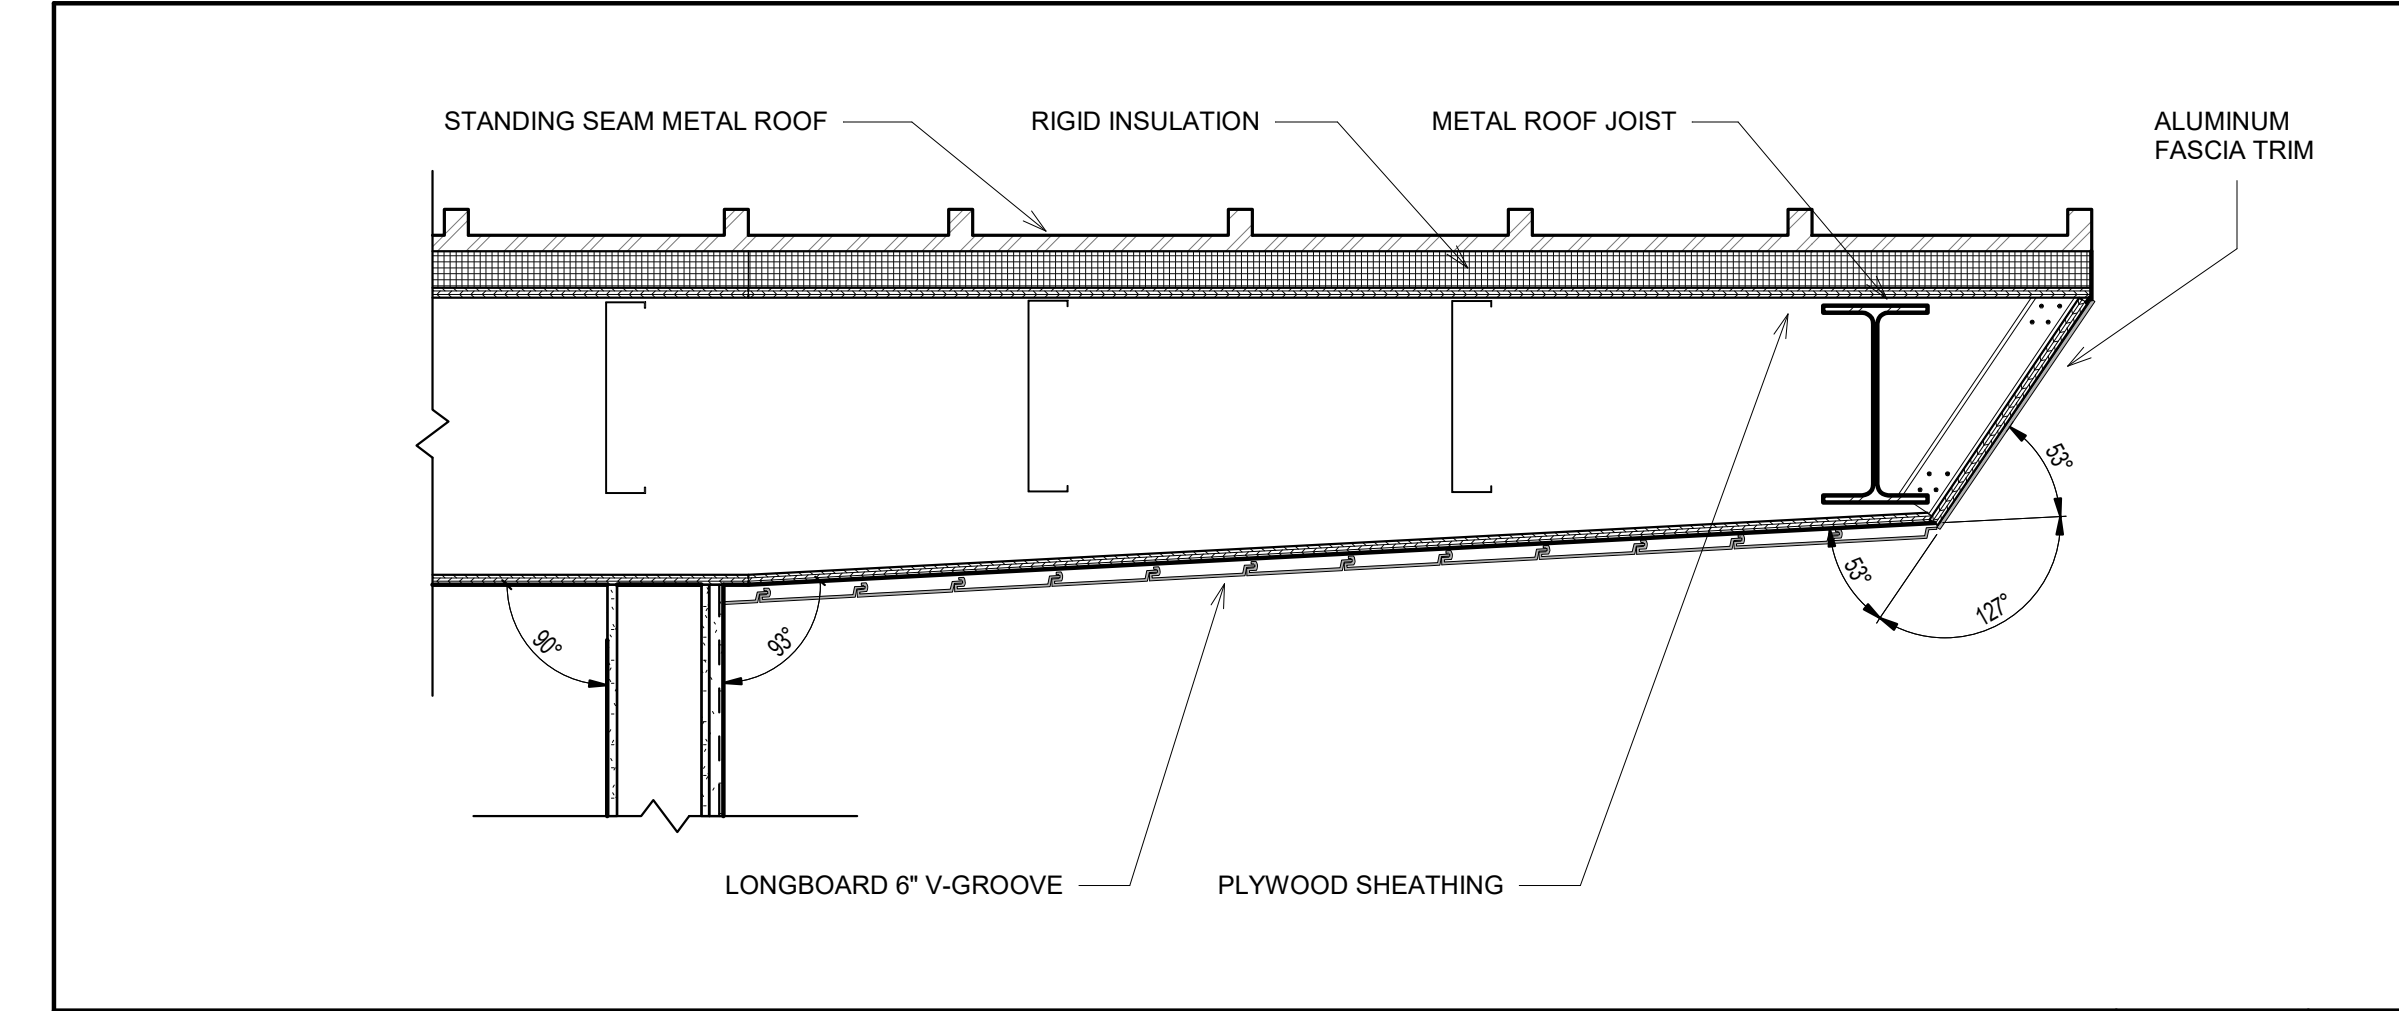 STANDING SEAM METAL ROOF
RIGID INSULATION
METAL ROOF JOIST
ALUMINUM
FASCIA TRIM
53°
53°
127°
90°
93°
LONGBOARD 6" V-GROOVE
PLYWOOD SHEATHING